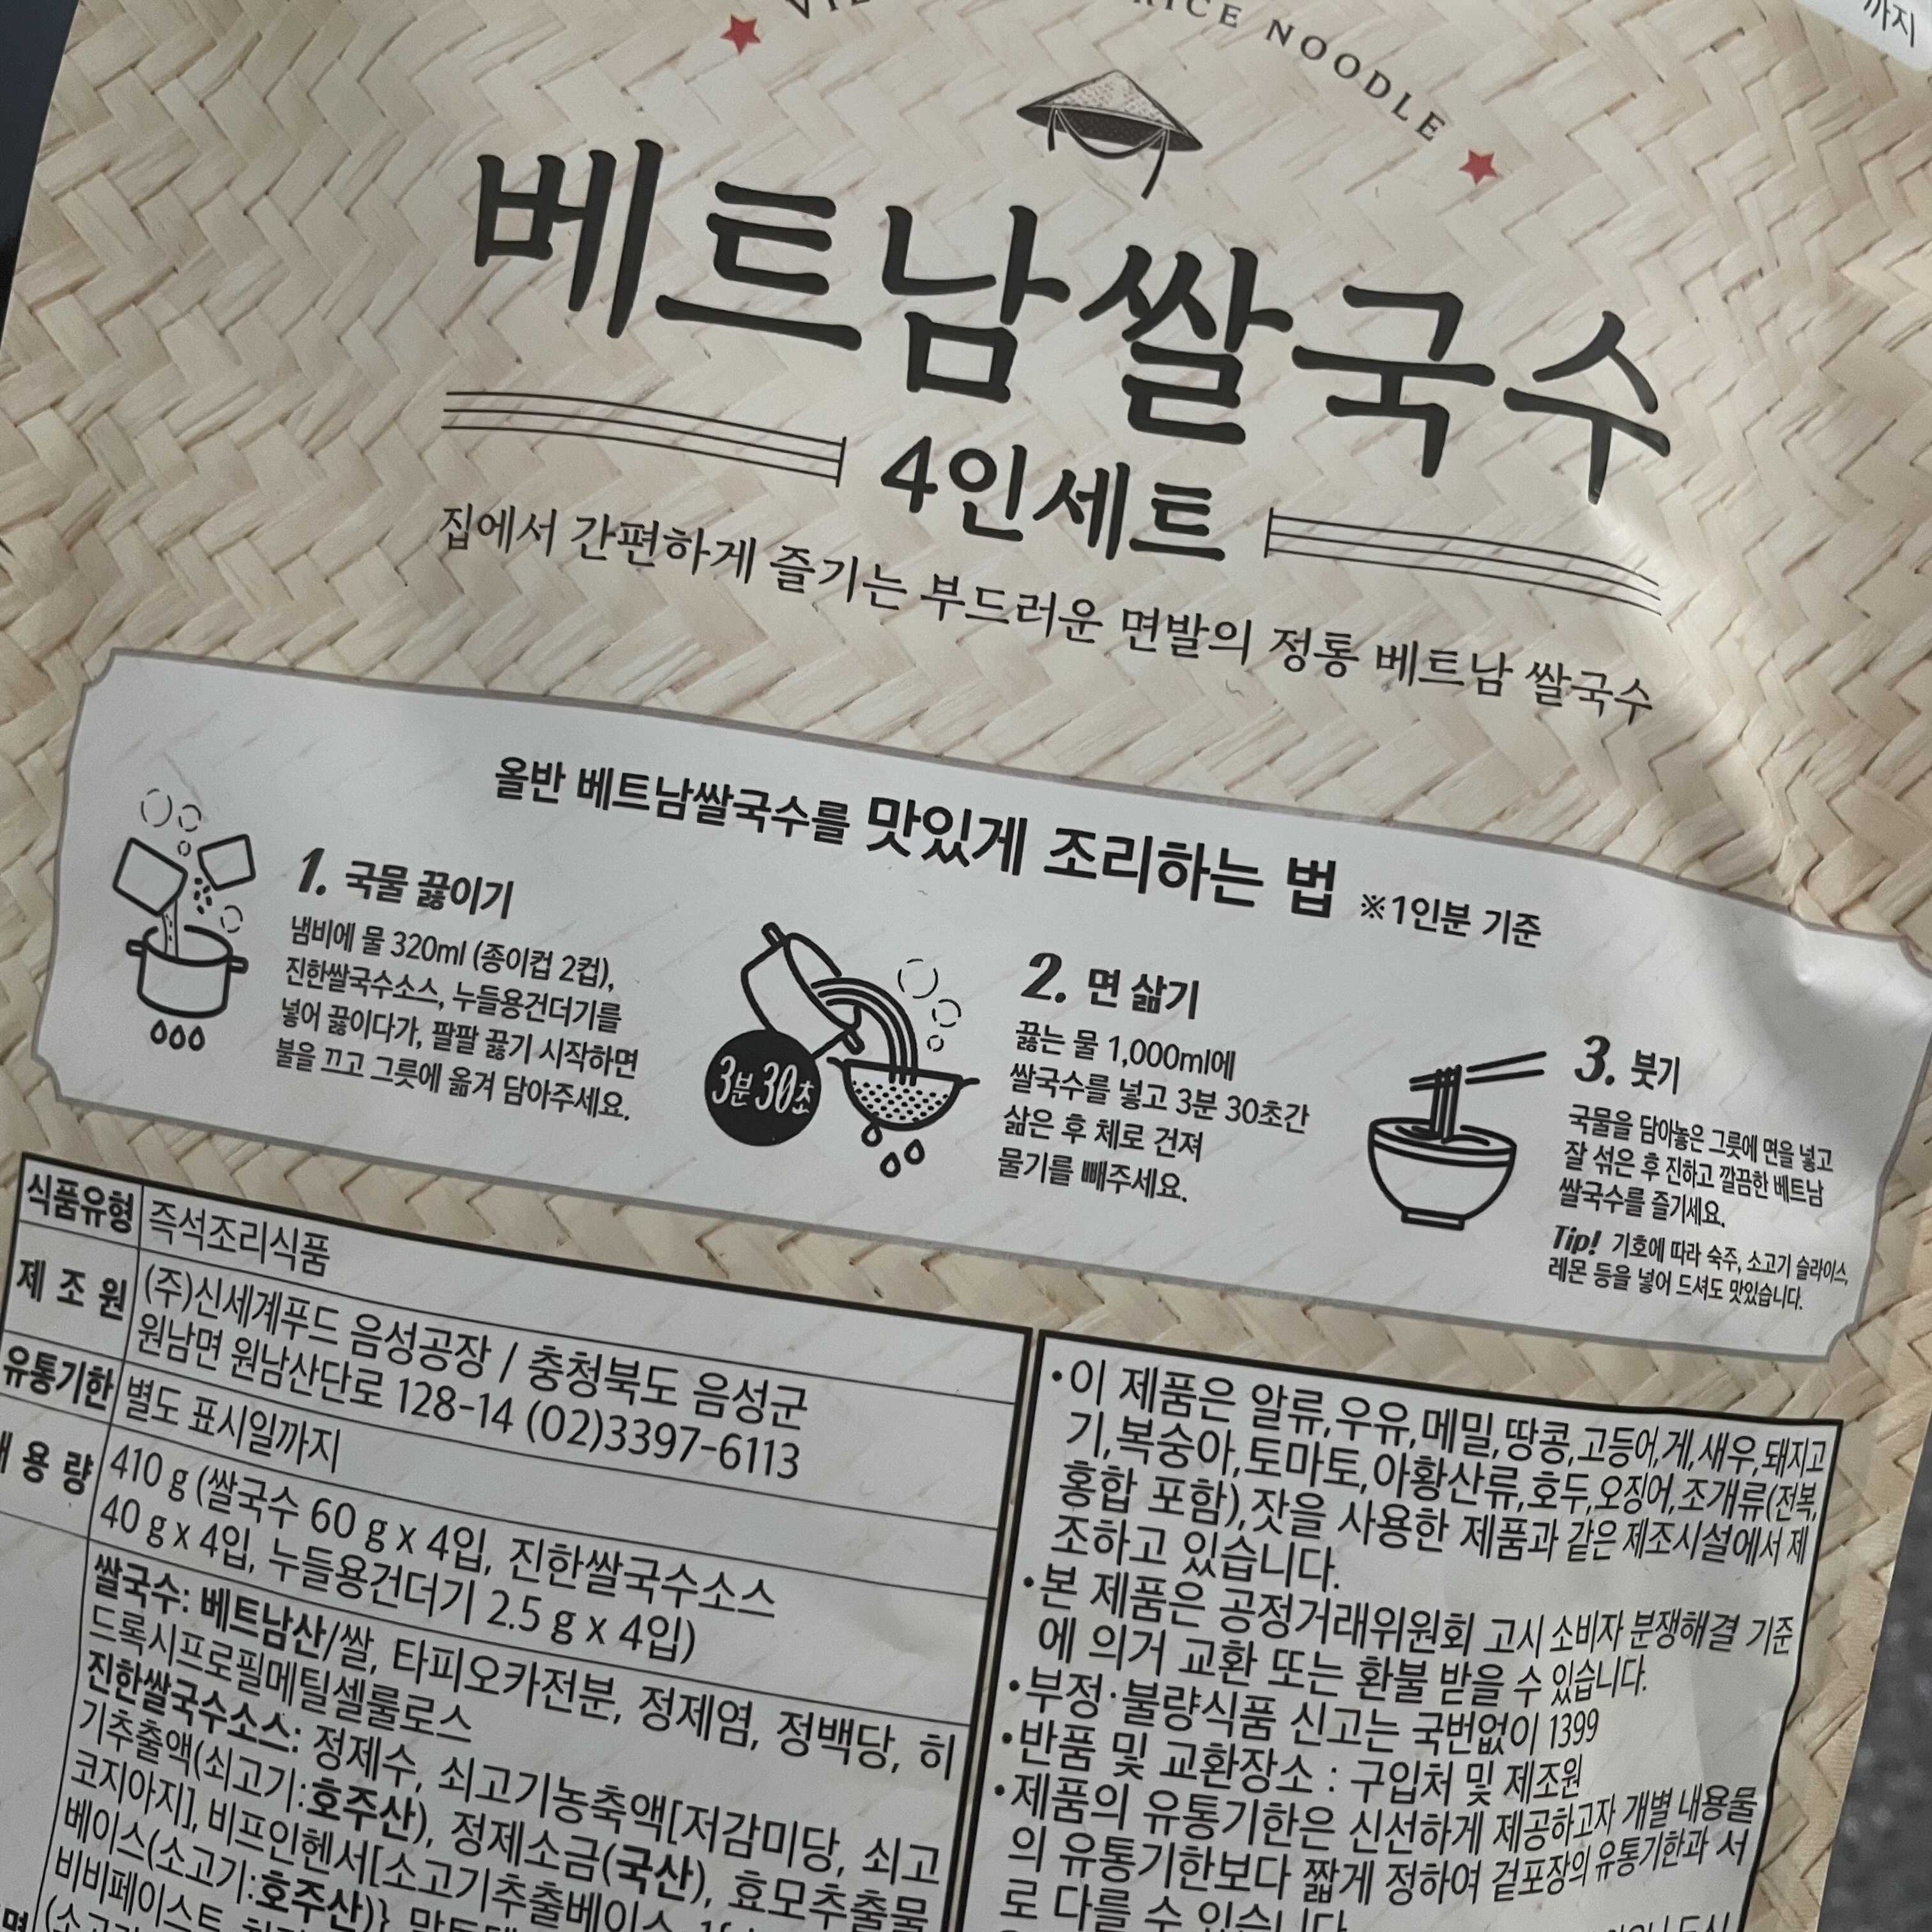 까지
RICE NOODLE
베트남쌀국수
4인세트
집에서 간편하게 즐기는 부드러운 면발의 정통 베트남 쌀국수
올반 베트남쌀국수를 맛있게 조리하는 법 ※1인분 기준
1. 국물 끓이기
냄비에 물 320ml (종이컵 2컵),
진한쌀국수소스, 누들용건더기를
넣어 끓이다가, 팔팔 끓기 시작하면
불을 끄고 그릇에 옮겨 담아주세요.
3분 30초
2. 면 삶기
끓는 물 1,000ml에
쌀국수를 넣고 3분 30초간
삶은 후 체로 건져
물기를 빼주세요.
3. 붓기
국물을 담아놓은 그릇에 면을 넣고
잘 섞은 후 진하고 깔끔한 베트남
쌀국수를 즐기세요.
Tip! 기호에 따라 숙주, 소고기 슬라이스,
레몬 등을 넣어 드셔도 맛있습니다.
식품유형 즉석조리식품
제 조 원 (주)신세계푸드 음성공장 / 충청북도 음성군
원남면 원남산단로 128-14 (02)3397-6113
유통기한 별도 표시일까지
용 량 410 g (쌀국수 60 g x 4입, 진한쌀국수소스
40 g x 4입, 누들용건더기 2.5 g x 4입)
쌀국수: 베트남산/쌀, 타피오카전분, 정제염, 정백당, 히
드록시프로필메틸셀룰로스
진한쌀국수소스: 정제수, 쇠고기농축액[저감미당, 쇠고
기추출액(쇠고기:호주산), 정제소금(국산), 효모추출물
코지아지], 비프인헨서[소고기추출베이스
베이스(소고기:호주산)}
비비페이스트
•이 제품은 알류,우유,메밀,땅콩,고등어,게,새우,돼지고
기,복숭아,토마토,아황산류,호두,오징어,조개류(전복,
홍합 포함),잣을 사용한 제품과 같은 제조시설에서 제
조하고 있습니다.
•본 제품은 공정거래위원회 고시 소비자 분쟁해결 기준
에 의거 교환 또는 환불 받을 수 있습니다.
•부정·불량식품 신고는 국번없이 1399
•반품 및 교환장소 : 구입처 및 제조원
•제품의 유통기한은 신선하게 제공하고자 개별 내용물
의 유통기한보다 짧게 정하여 겉포장의 유통기한과 서
로 다를 수 있습니다.